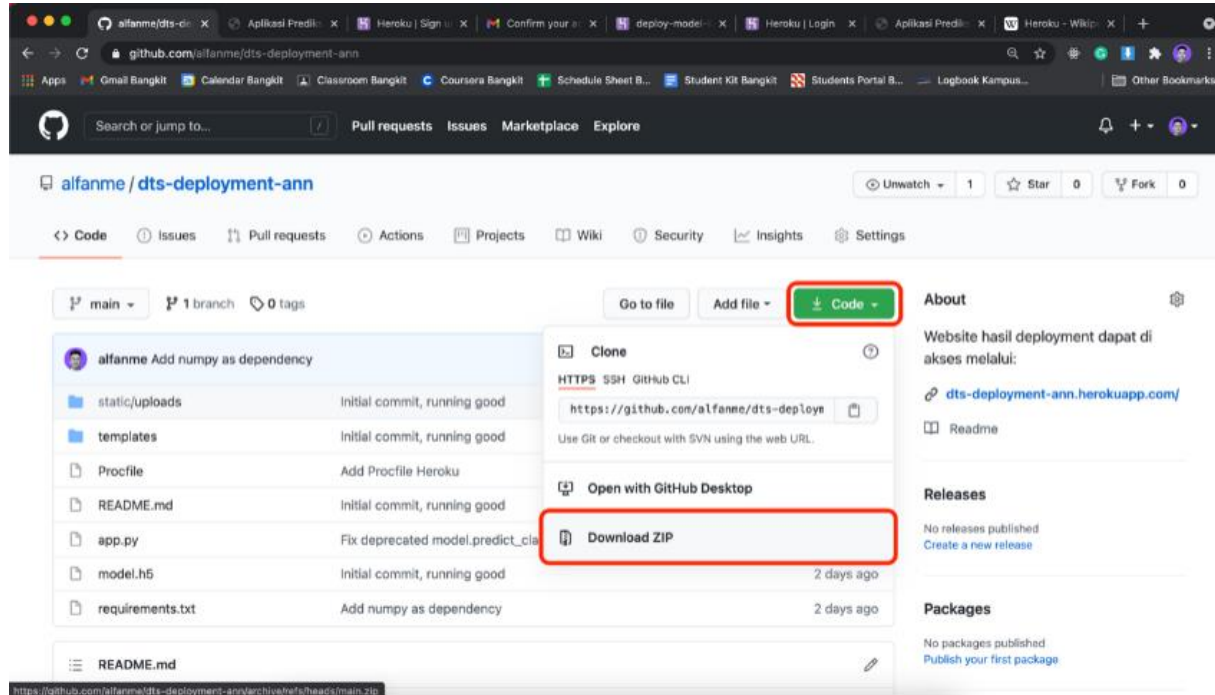 alfanme/dts-de
Aplikasi Predik
Heroku | Sign u
Confirm your a
deploy-model-
Heroku | Login
Aplikasi Predik
W Heroku - Wikip
github.com/alfanme/dts-deployment-ann
Apps Gmail Bangkit Calendar Bangkit Classroom Bangkit Coursera Bangkit Schedule Sheet B... Student Kit Bangkit Students Portal B... Logbook Kampus... Other Bookmarks
Search or jump to... / Pull requests Issues Marketplace Explore
alfanme / dts-deployment-ann
Unwatch 1 Star 0 Fork 0
<> Code Issues Pull requests Actions Projects Wiki Security Insights Settings
main 1 branch 0 tags
Go to file Add file Code
alfanme Add numpy as dependency
static/uploads Initial commit, running good
templates Initial commit, running good
Procfile Add Procfile Heroku
README.md Initial commit, running good
app.py Fix deprecated model.predict_cla
model.h5 Initial commit, running good 2 days ago
requirements.txt Add numpy as dependency 2 days ago
README.md
Clone
HTTPS SSH GitHub CLI
https://github.com/alfanme/dts-deploym
Use Git or checkout with SVN using the web URL.
Open with GitHub Desktop
Download ZIP
About
Website hasil deployment dapat di
akses melalui:
dts-deployment-ann.herokuapp.com/
Readme
Releases
No releases published
Create a new release
Packages
No packages published
Publish your first package
https://github.com/alfanme/dts-deployment-ann/archive/refs/heads/main.zip